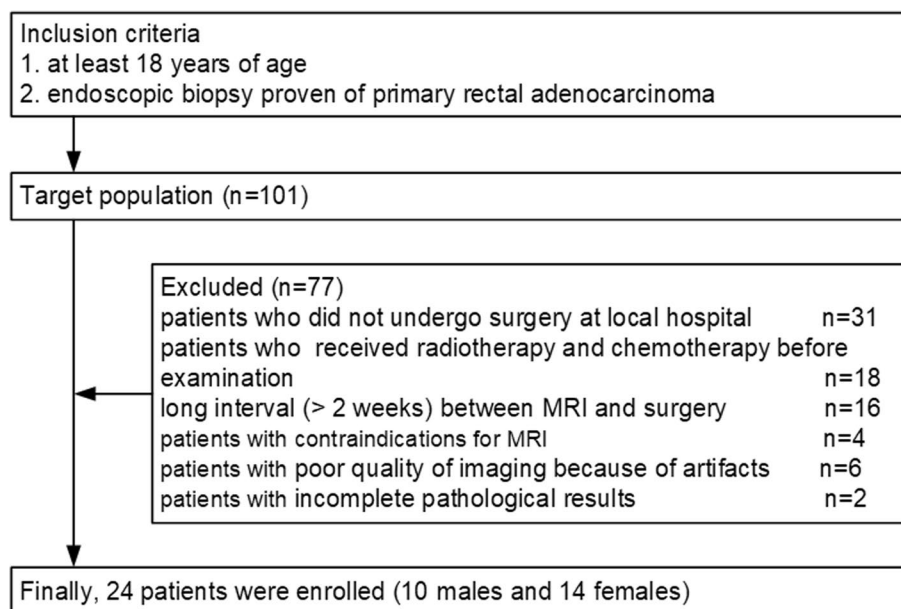 Inclusion criteria
1. at least 18 years of age
2. endoscopic biopsy proven of primary rectal adenocarcinoma
Target population (n=101)
Excluded (n=77)
patients who did not undergo surgery at local hospital n=31
patients who received radiotherapy and chemotherapy before
examination n=18
long interval (> 2 weeks) between MRI and surgery n=16
patients with contraindications for MRI n=4
patients with poor quality of imaging because of artifacts n=6
patients with incomplete pathological results n=2
Finally, 24 patients were enrolled (10 males and 14 females)